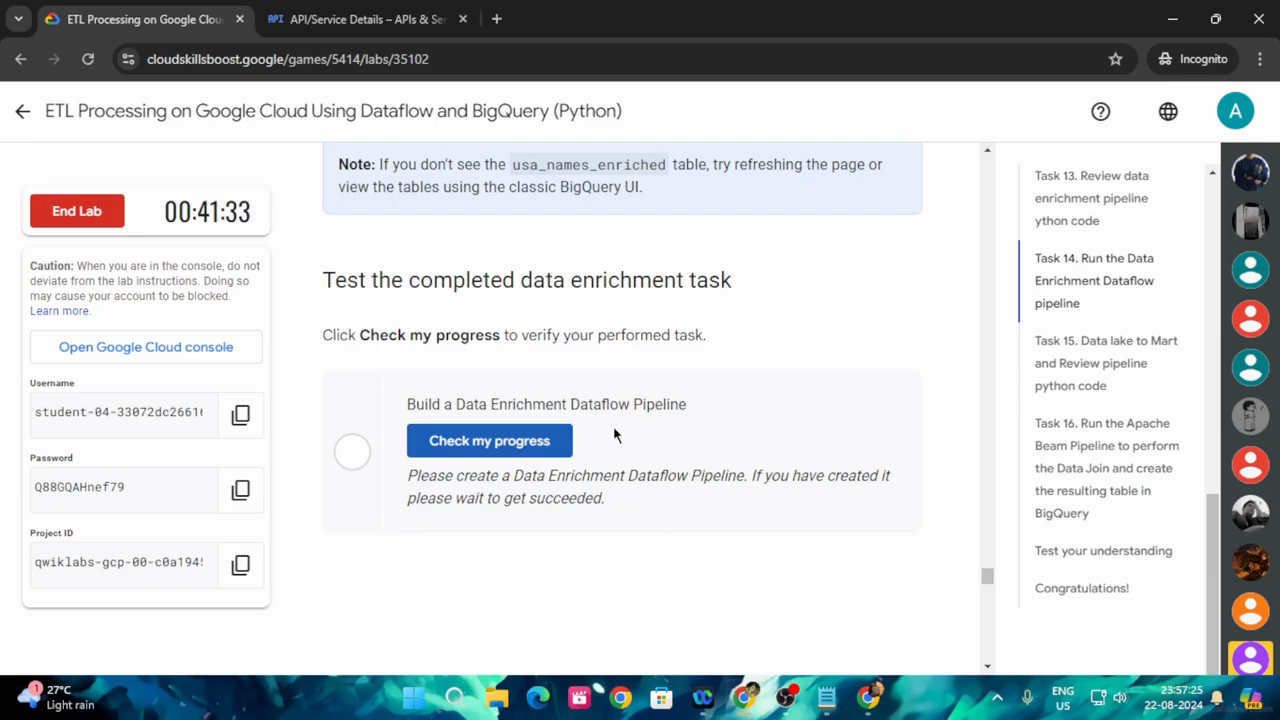 ETL Processing on Google Clou
API/Service Details – APIs & Se
cloudskillsboost.google/games/5414/labs/35102
Incognito
ETL Processing on Google Cloud Using Dataflow and BigQuery (Python)
A
End Lab
00:41:33
Caution: When you are in the console, do not
deviate from the lab instructions. Doing so
may cause your account to be blocked.
Learn more.
Open Google Cloud console
Username
student-04-33072dc26616
Password
Q88GQAHnef79
Project ID
qwiklabs-gcp-00-c0a1945
Note: If you don't see the usa_names_enriched table, try refreshing the page or
view the tables using the classic BigQuery UI.
Test the completed data enrichment task
Click Check my progress to verify your performed task.
Build a Data Enrichment Dataflow Pipeline
Check my progress
Please create a Data Enrichment Dataflow Pipeline. If you have created it
please wait to get succeeded.
Task 13. Review data
enrichment pipeline
ython code
Task 14. Run the Data
Enrichment Dataflow
pipeline
Task 15. Data lake to Mart
and Review pipeline
python code
Task 16. Run the Apache
Beam Pipeline to perform
the Data Join and create
the resulting table in
BigQuery
Test your understanding
Congratulations!
1
27°C
Light rain
ENG
US
23:57:25
22-08-2024
PRE